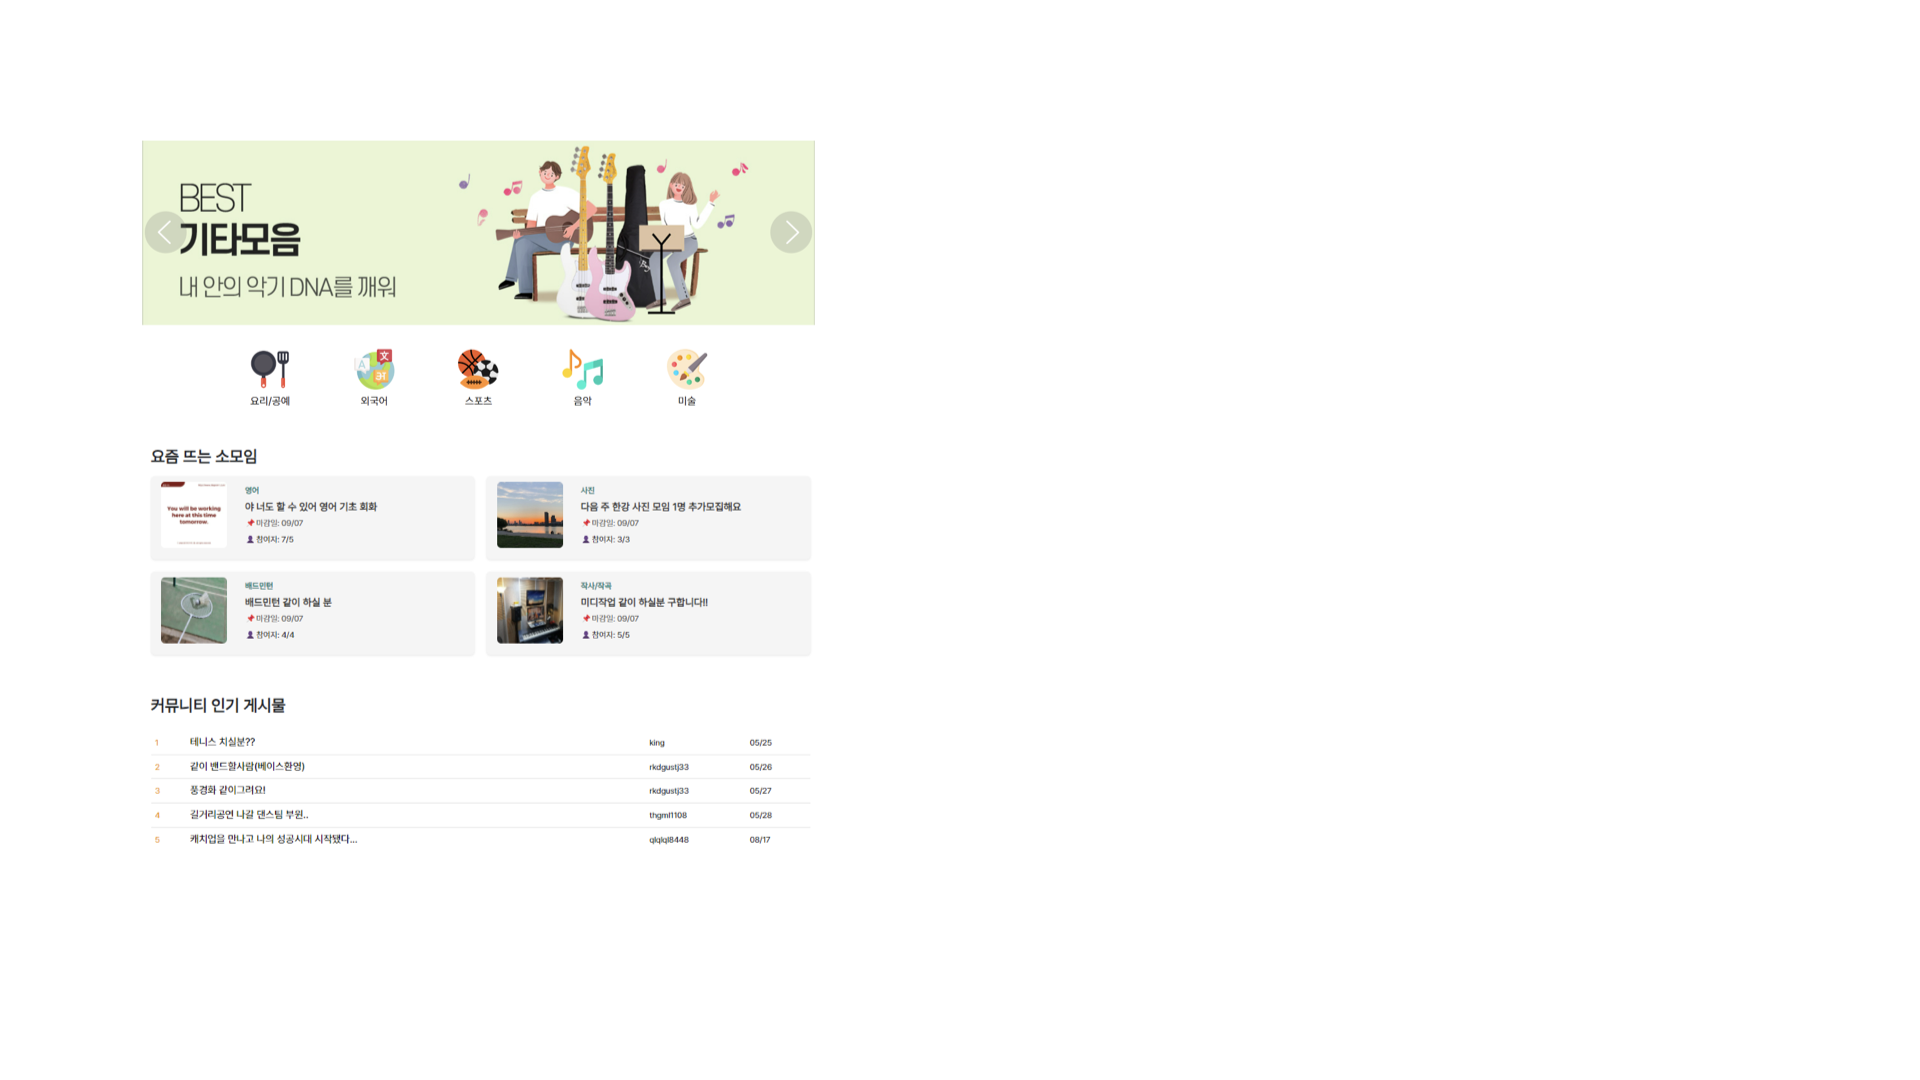 BEST
기타모음
내 안의 악기 DNA를 깨워
요리/공예
외국어
스포츠
음악
미술
요즘 뜨는 소모임
You will be working
here at this time
tomorrow.
영어
야 너도 할 수 있어 영어 기초 회화
마감일: 09/07
참여자: 7/5
사진
다음 주 한강 사진 모임 1명 추가모집해요
마감일: 09/07
참여자: 3/3
배드민턴
배드민턴 같이 하실 분
마감일: 09/07
참여자: 4/4
작사/작곡
미디작업 같이 하실분 구합니다!!
마감일: 09/07
참여자: 5/5
커뮤니티 인기 게시물
1 테니스 치실분?? king 05/25
2 같이 밴드할사람(베이스환영) rkdgustj33 05/26
3 풍경화 같이그려요! rkdgustj33 05/27
4 길거리공연 나갈 댄스팀 부원.. thgml1108 05/28
5 캐치업을 만나고 나의 성공시대 시작됐다... qlqlql8448 08/17